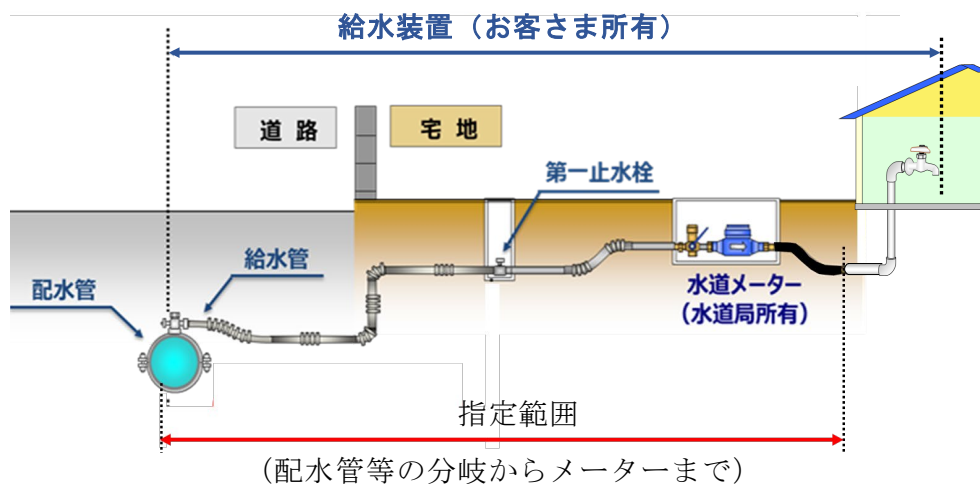 給水装置（お客さま所有）
道路
宅地
第一止水栓
給水管
配水管
水道メーター
（水道局所有）
指定範囲
（配水管等の分岐からメーターまで）